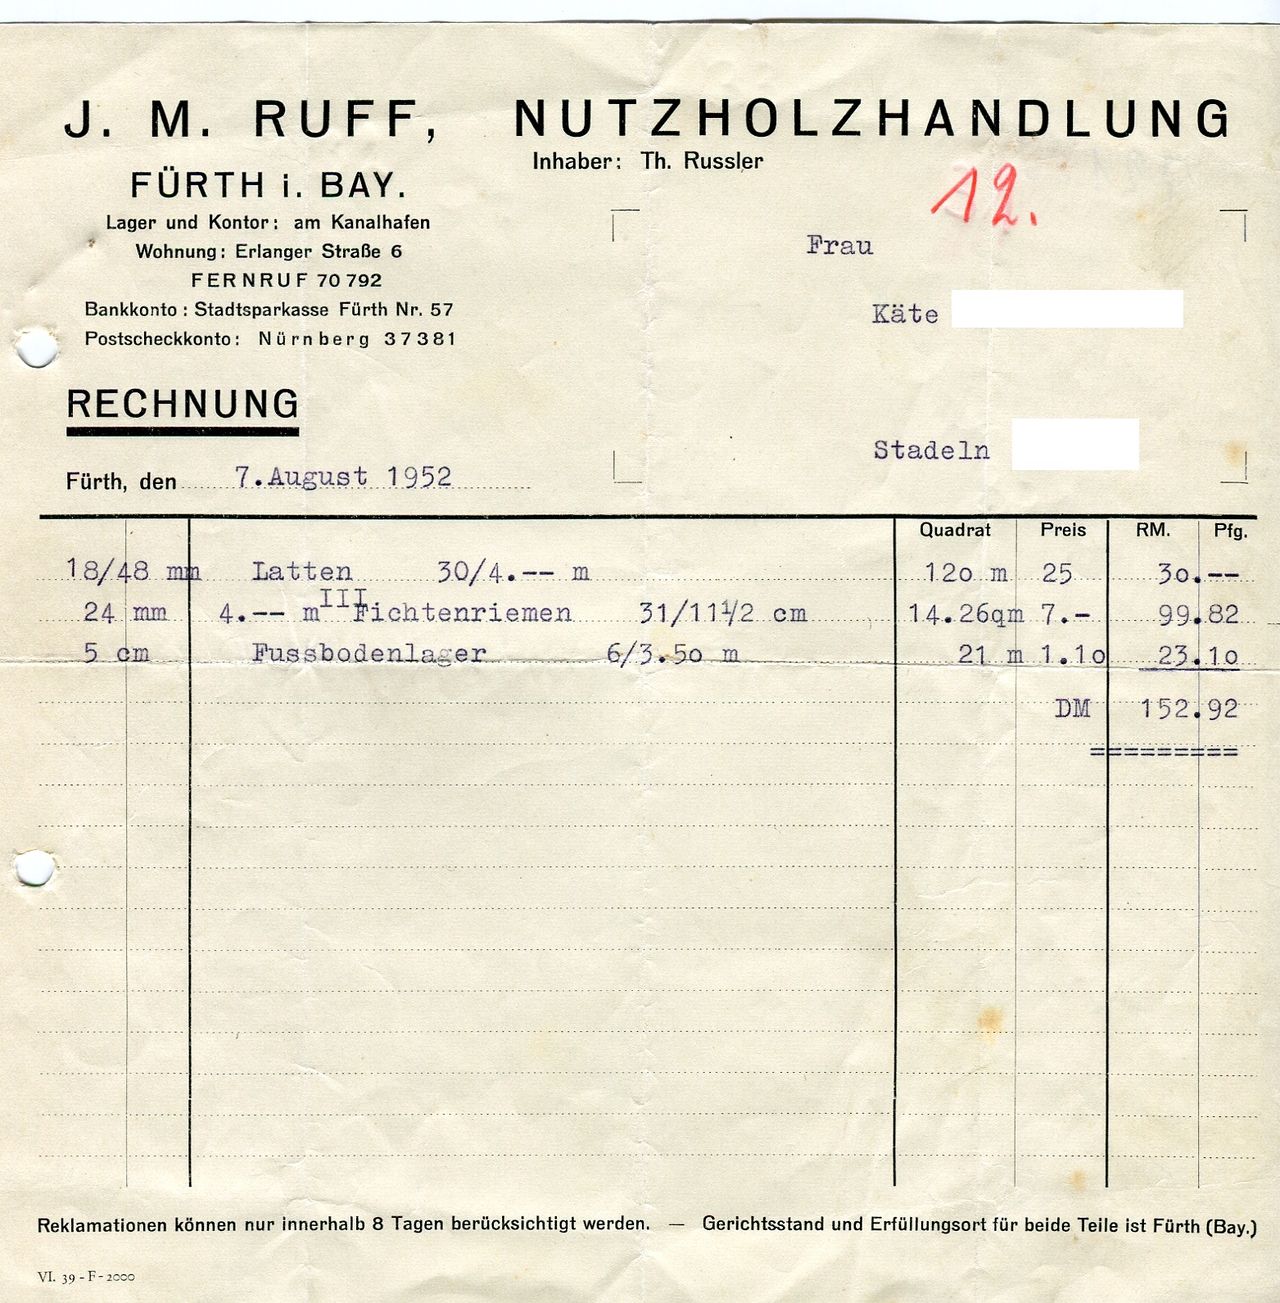 J. M. RUFF, NUTZHOLZHANDLUNG
Inhaber: Th. Russler
FÜRTH i. BAY.
Lager und Kontor: am Kanalhafen
Wohnung: Erlanger Straße 6
FERNRUF 70 792
Bankkonto: Stadtsparkasse Fürth Nr. 57
Postscheckkonto: Nürnberg 37381
12.
Frau
Käte
Stadeln
RECHNUNG
Fürth, den 7.August 1952
Quadrat Preis RM. Pfg.
18/48 mm Latten 30/4.-- m 12o m 25 3o.--
24 mm 4.-- m III Fichtenriemen 31/11½ cm 14.26qm 7.- 99.82
5 cm Fussbodenlager 6/3.5o m 21 m 1.1o 23.1o
DM 152.92
=========
Reklamationen können nur innerhalb 8 Tagen berücksichtigt werden. — Gerichtsstand und Erfüllungsort für beide Teile ist Fürth (Bay.)
VI. 39 - F - 2000